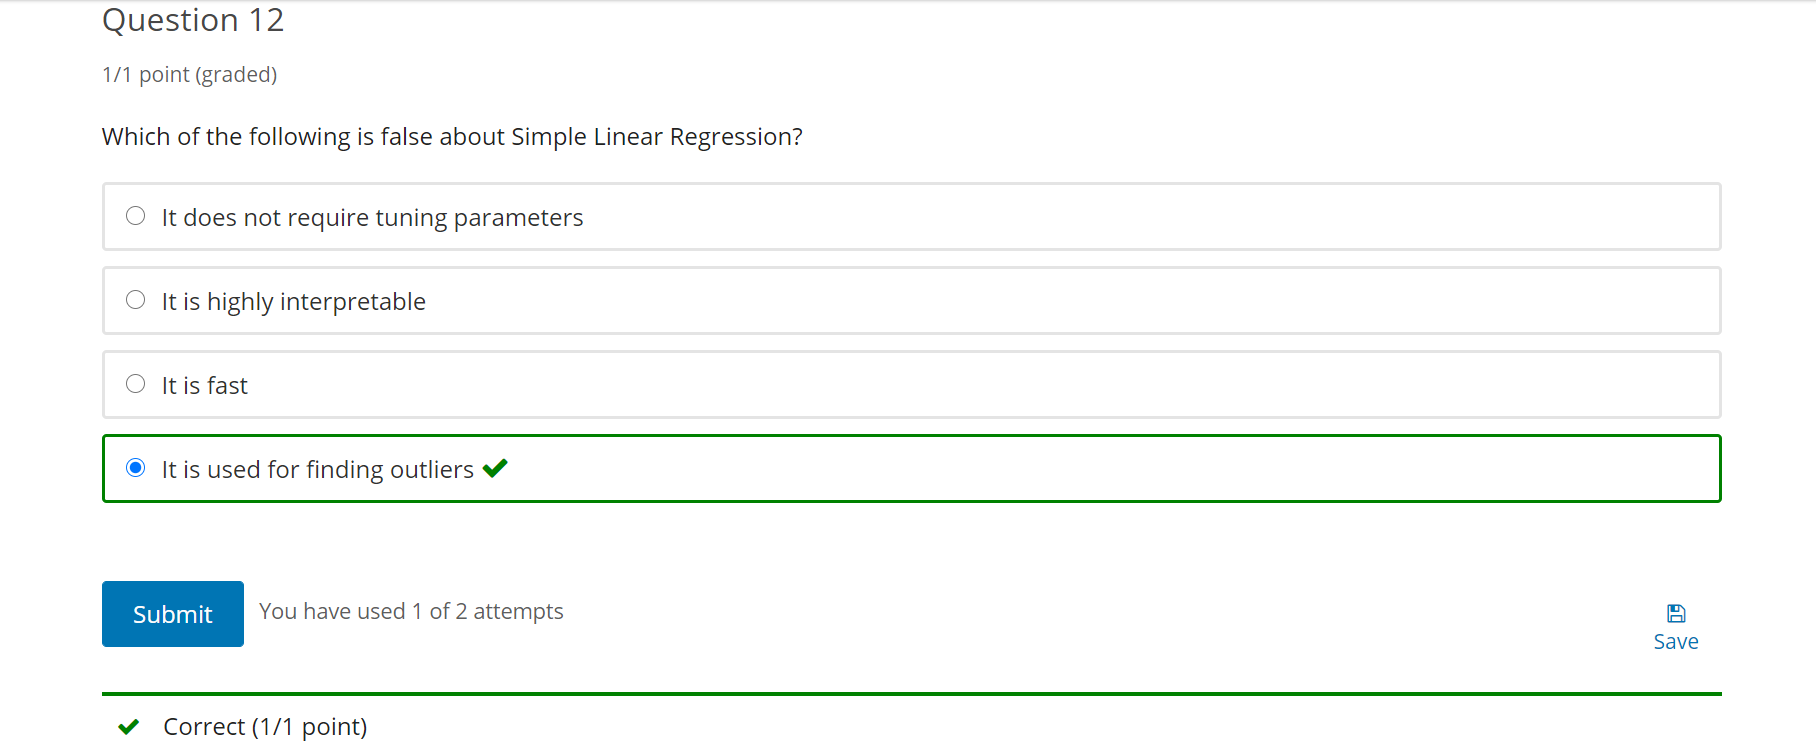 Question 12
1/1 point (graded)
Which of the following is false about Simple Linear Regression?
It does not require tuning parameters
It is highly interpretable
It is fast
It is used for finding outliers
Submit
You have used 1 of 2 attempts
Save
Correct (1/1 point)